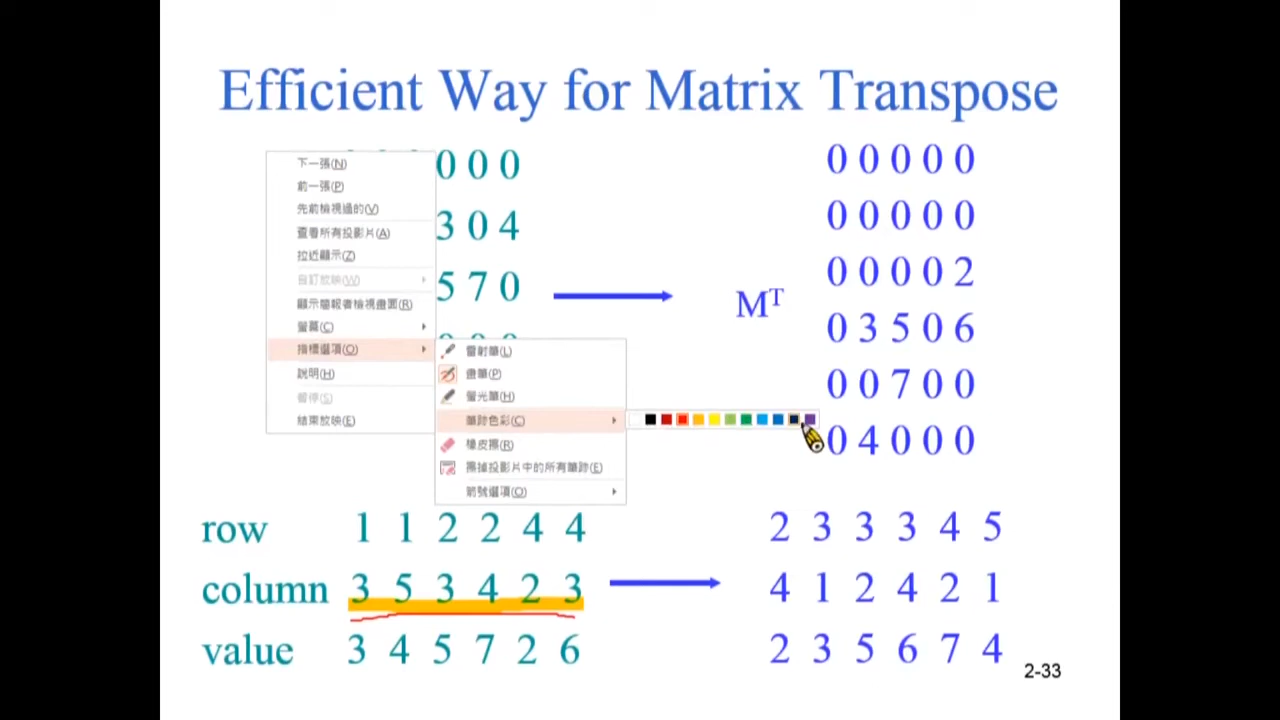 Efficient Way for Matrix Transpose
0 0 0
3 0 4
5 7 0
下一張(N)
前一張(P)
先前檢視過的(V)
查看所有投影片(A)
拉近顯示(Z)
自訂放映(W)
顯示簡報者檢視畫面(R)
螢幕(C)
指標選項(O)
說明(H)
暫停(S)
結束放映(E)
雷射筆(L)
畫筆(P)
螢光筆(H)
筆跡色彩(C)
橡皮擦(R)
擦掉投影片中的所有筆跡(E)
箭號選項(O)
M^T
0 0 0 0 0
0 0 0 0 0
0 0 0 0 2
0 3 5 0 6
0 0 7 0 0
0 4 0 0 0
row 1 1 2 2 4 4
column 3 5 3 4 2 3
value 3 4 5 7 2 6
2 3 3 3 4 5
4 1 2 4 2 1
2 3 5 6 7 4
2-33